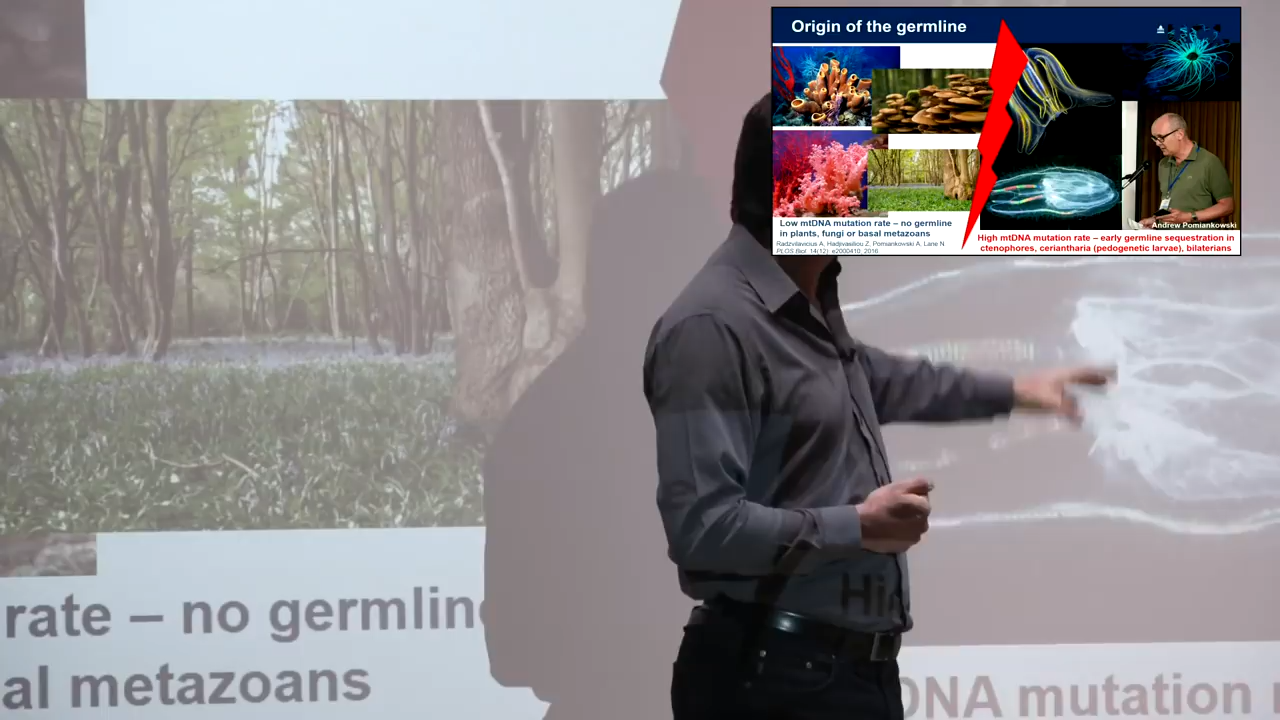 Origin of the germline
Andrew Pomiankowski
Low mtDNA mutation rate – no germline
in plants, fungi or basal metazoans
Radzvilavicius A, Hadjivasiliou Z, Pomiankowski A, Lane N
PLOS Biol. 14(12): e2000410, 2016.
High mtDNA mutation rate – early germline sequestration in
ctenophores, ceriantharia (pedogenetic larvae), bilaterians
rate – no germline
al metazoans
Hi
DNA mutation